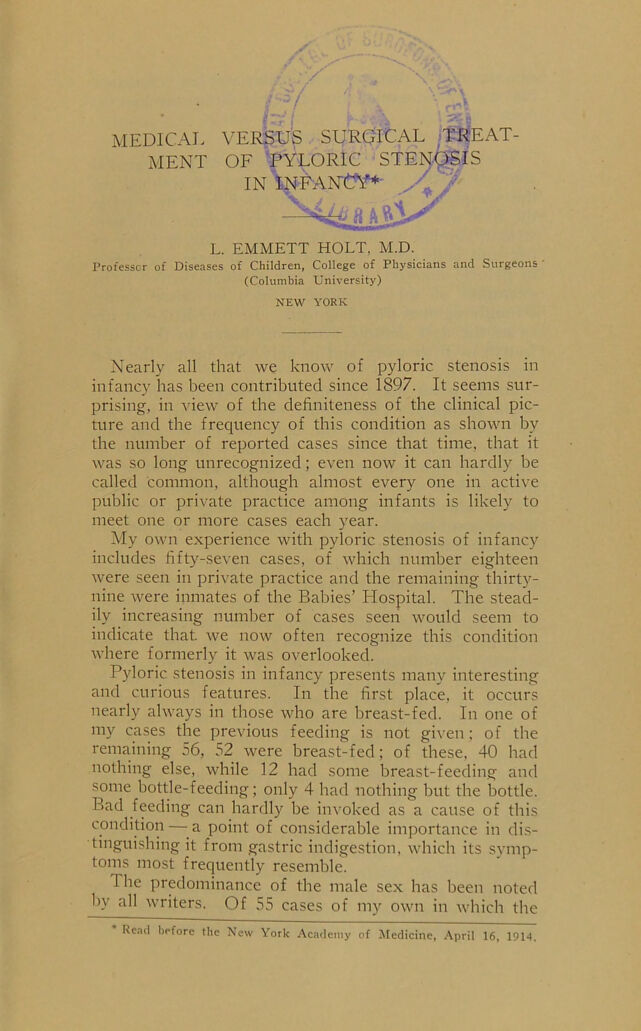 ROYAL COLLEGE OF SURGEONS OF ENGLAND
LIBRARY
MEDICAL VERSUS SURGICAL TREAT-
MENT OF PYLORIC STENOSIS
IN INFANCY*
L. EMMETT HOLT, M.D.
Professor of Diseases of Children, College of Physicians and Surgeons
(Columbia University)
NEW YORK
Nearly all that we know of pyloric stenosis in
infancy has been contributed since 1897. It seems sur-
prising, in view of the definiteness of the clinical pic-
ture and the frequency of this condition as shown by
the number of reported cases since that time, that it
was so long unrecognized; even now it can hardly be
called common, although almost every one in active
public or private practice among infants is likely to
meet one or more cases each year.
My own experience with pyloric stenosis of infancy
includes fifty-seven cases, of which number eighteen
were seen in private practice and the remaining thirty-
nine were inmates of the Babies' Hospital. The stead-
ily increasing number of cases seen would seem to
indicate that we now often recognize this condition
where formerly it was overlooked.
Pyloric stenosis in infancy presents many interesting
and curious features. In the first place, it occurs
nearly always in those who are breast-fed. In one of
my cases the previous feeding is not given; of the
remaining 56, 52 were breast-fed; of these, 40 had
nothing else, while 12 had some breast-feeding and
some bottle-feeding; only 4 had nothing but the bottle.
Bad feeding can hardly be invoked as a cause of this
condition — a point of considerable importance in dis-
tinguishing it from gastric indigestion, which its symp-
toms most frequently resemble.
The predominance of the male sex has been noted
by all writers. Of 55 cases of my own in which the
* Read before the New York Academy of Medicine, April 16, 1914.